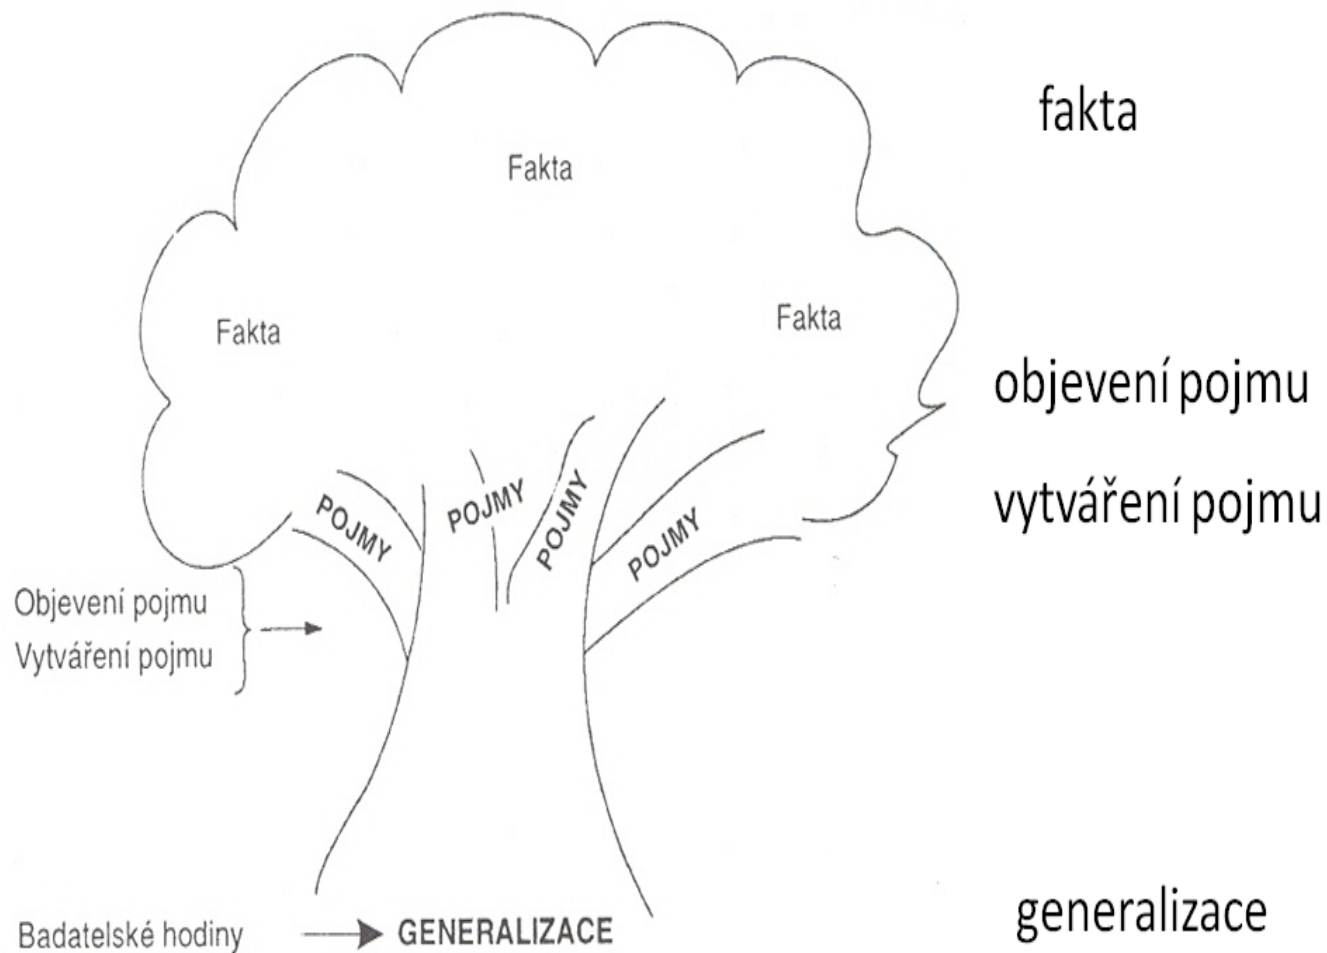 fakta
Fakta
Fakta
Fakta
objevení pojmu
vytváření pojmu
POJMY
POJMY
POJMY
POJMY
Objevení pojmu
Vytváření pojmu
Badatelské hodiny
GENERALIZACE
generalizace